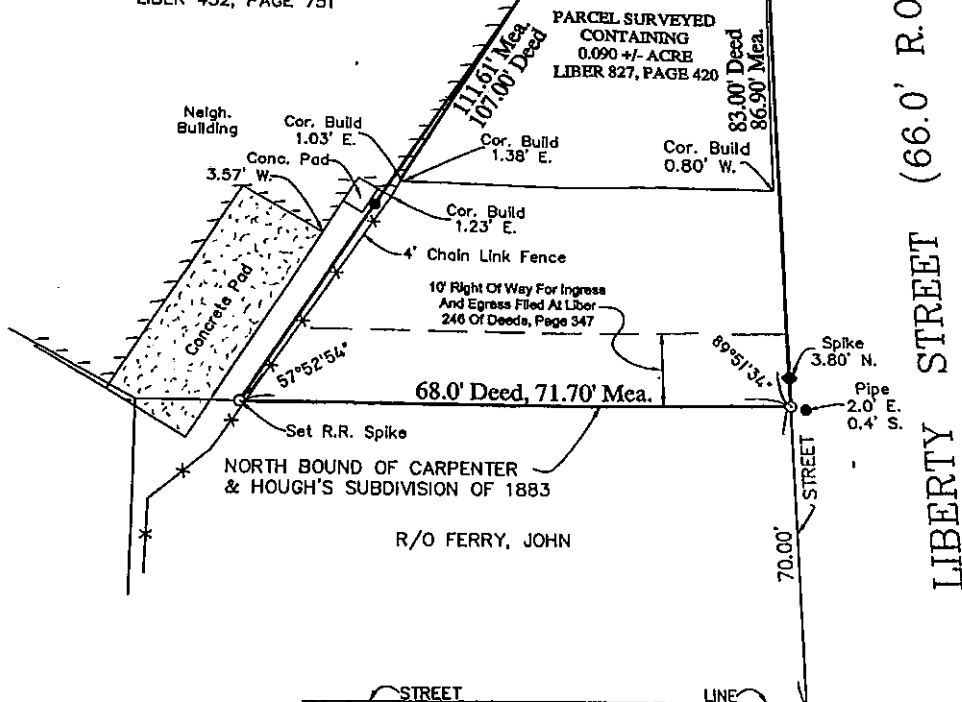 LIBER 452, PAGE 751
PARCEL SURVEYED
CONTAINING
0.090 +/- ACRE
LIBER 827, PAGE 420
111.61' Mea.
107.00' Deed
83.00' Deed
86.90' Mea.
Neigh.
Building
Cor. Build
1.03' E.
Conc. Pad
3.57' W.
Cor. Build
1.38' E.
Cor. Build
0.80' W.
Cor. Build
1.23' E.
4' Chain Link Fence
Concrete Pad
10' Right Of Way For Ingress
And Egress Filed At Liber
246 Of Deeds, Page 347
57°52'54"
89°51'34"
Spike
3.80' N.
68.0' Deed, 71.70' Mea.
Pipe
2.0' E.
0.4' S.
Set R.R. Spike
NORTH BOUND OF CARPENTER
& HOUGH'S SUBDIVISION OF 1883
R/O FERRY, JOHN
STREET
70.00'
LIBERTY STREET (66.0' R.O
STREET
LINE